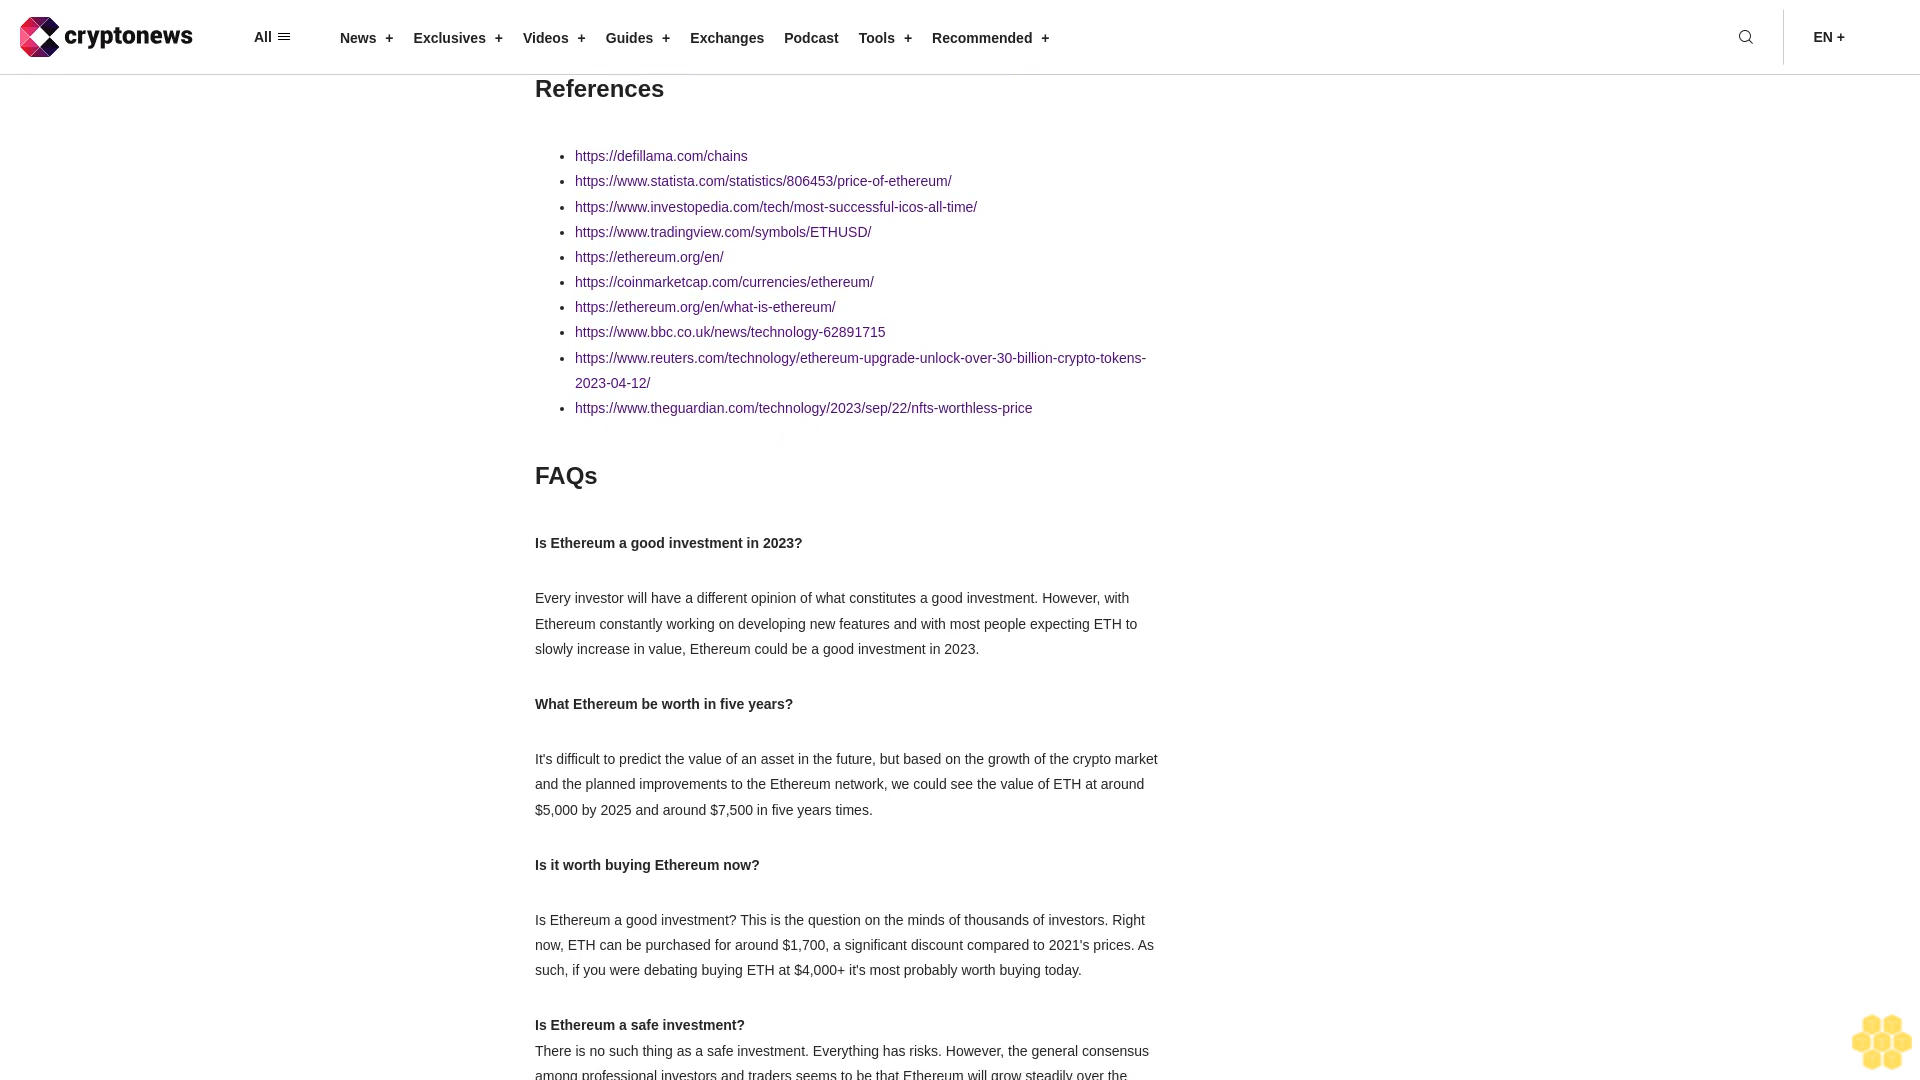 cryptonews
All
News +
Exclusives +
Videos +
Guides +
Exchanges
Podcast
Tools +
Recommended +
EN +
References
https://defillama.com/chains
https://www.statista.com/statistics/806453/price-of-ethereum/
https://www.investopedia.com/tech/most-successful-icos-all-time/
https://www.tradingview.com/symbols/ETHUSD/
https://ethereum.org/en/
https://coinmarketcap.com/currencies/ethereum/
https://ethereum.org/en/what-is-ethereum/
https://www.bbc.co.uk/news/technology-62891715
https://www.reuters.com/technology/ethereum-upgrade-unlock-over-30-billion-crypto-tokens-
2023-04-12/
https://www.theguardian.com/technology/2023/sep/22/nfts-worthless-price
FAQs
Is Ethereum a good investment in 2023?
Every investor will have a different opinion of what constitutes a good investment. However, with
Ethereum constantly working on developing new features and with most people expecting ETH to
slowly increase in value, Ethereum could be a good investment in 2023.
What Ethereum be worth in five years?
It's difficult to predict the value of an asset in the future, but based on the growth of the crypto market
and the planned improvements to the Ethereum network, we could see the value of ETH at around
$5,000 by 2025 and around $7,500 in five years times.
Is it worth buying Ethereum now?
Is Ethereum a good investment? This is the question on the minds of thousands of investors. Right
now, ETH can be purchased for around $1,700, a significant discount compared to 2021's prices. As
such, if you were debating buying ETH at $4,000+ it's most probably worth buying today.
Is Ethereum a safe investment?
There is no such thing as a safe investment. Everything has risks. However, the general consensus
among professional investors and traders seems to be that Ethereum will grow steadily over the